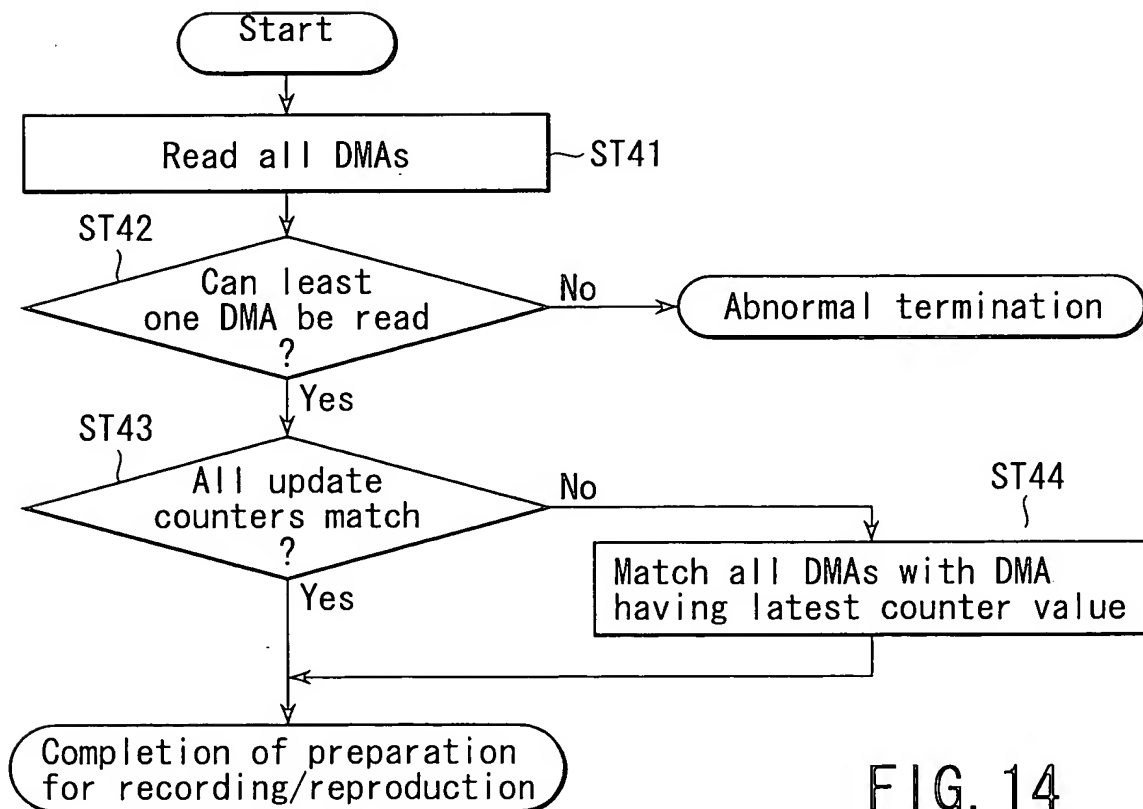 Start
Read all DMAs
ST41
ST42
Can least
one DMA be read
?
No
Abnormal termination
Yes
ST43
All update
counters match
?
No
ST44
Match all DMAs with DMA
having latest counter value
Yes
Completion of preparation
for recording/reproduction
FIG. 14